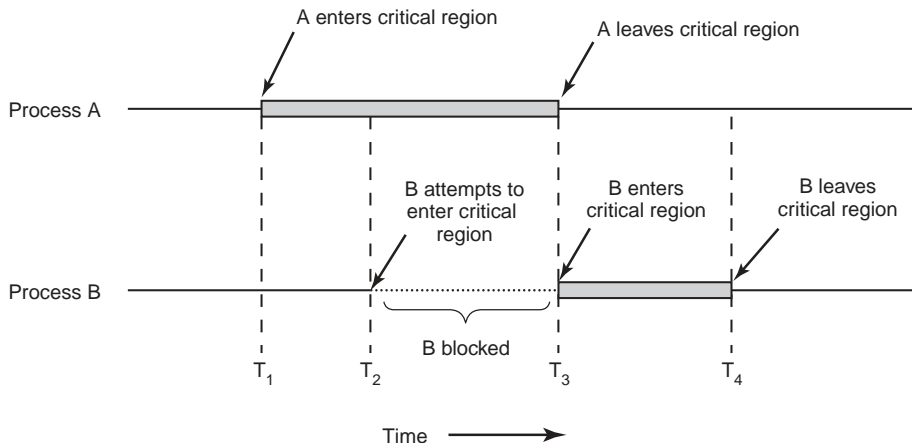 A enters critical region
A leaves critical region
Process A
B attempts to
enter critical
region
B enters
critical region
B leaves
critical region
Process B
B blocked
T1
T2
T3
T4
Time